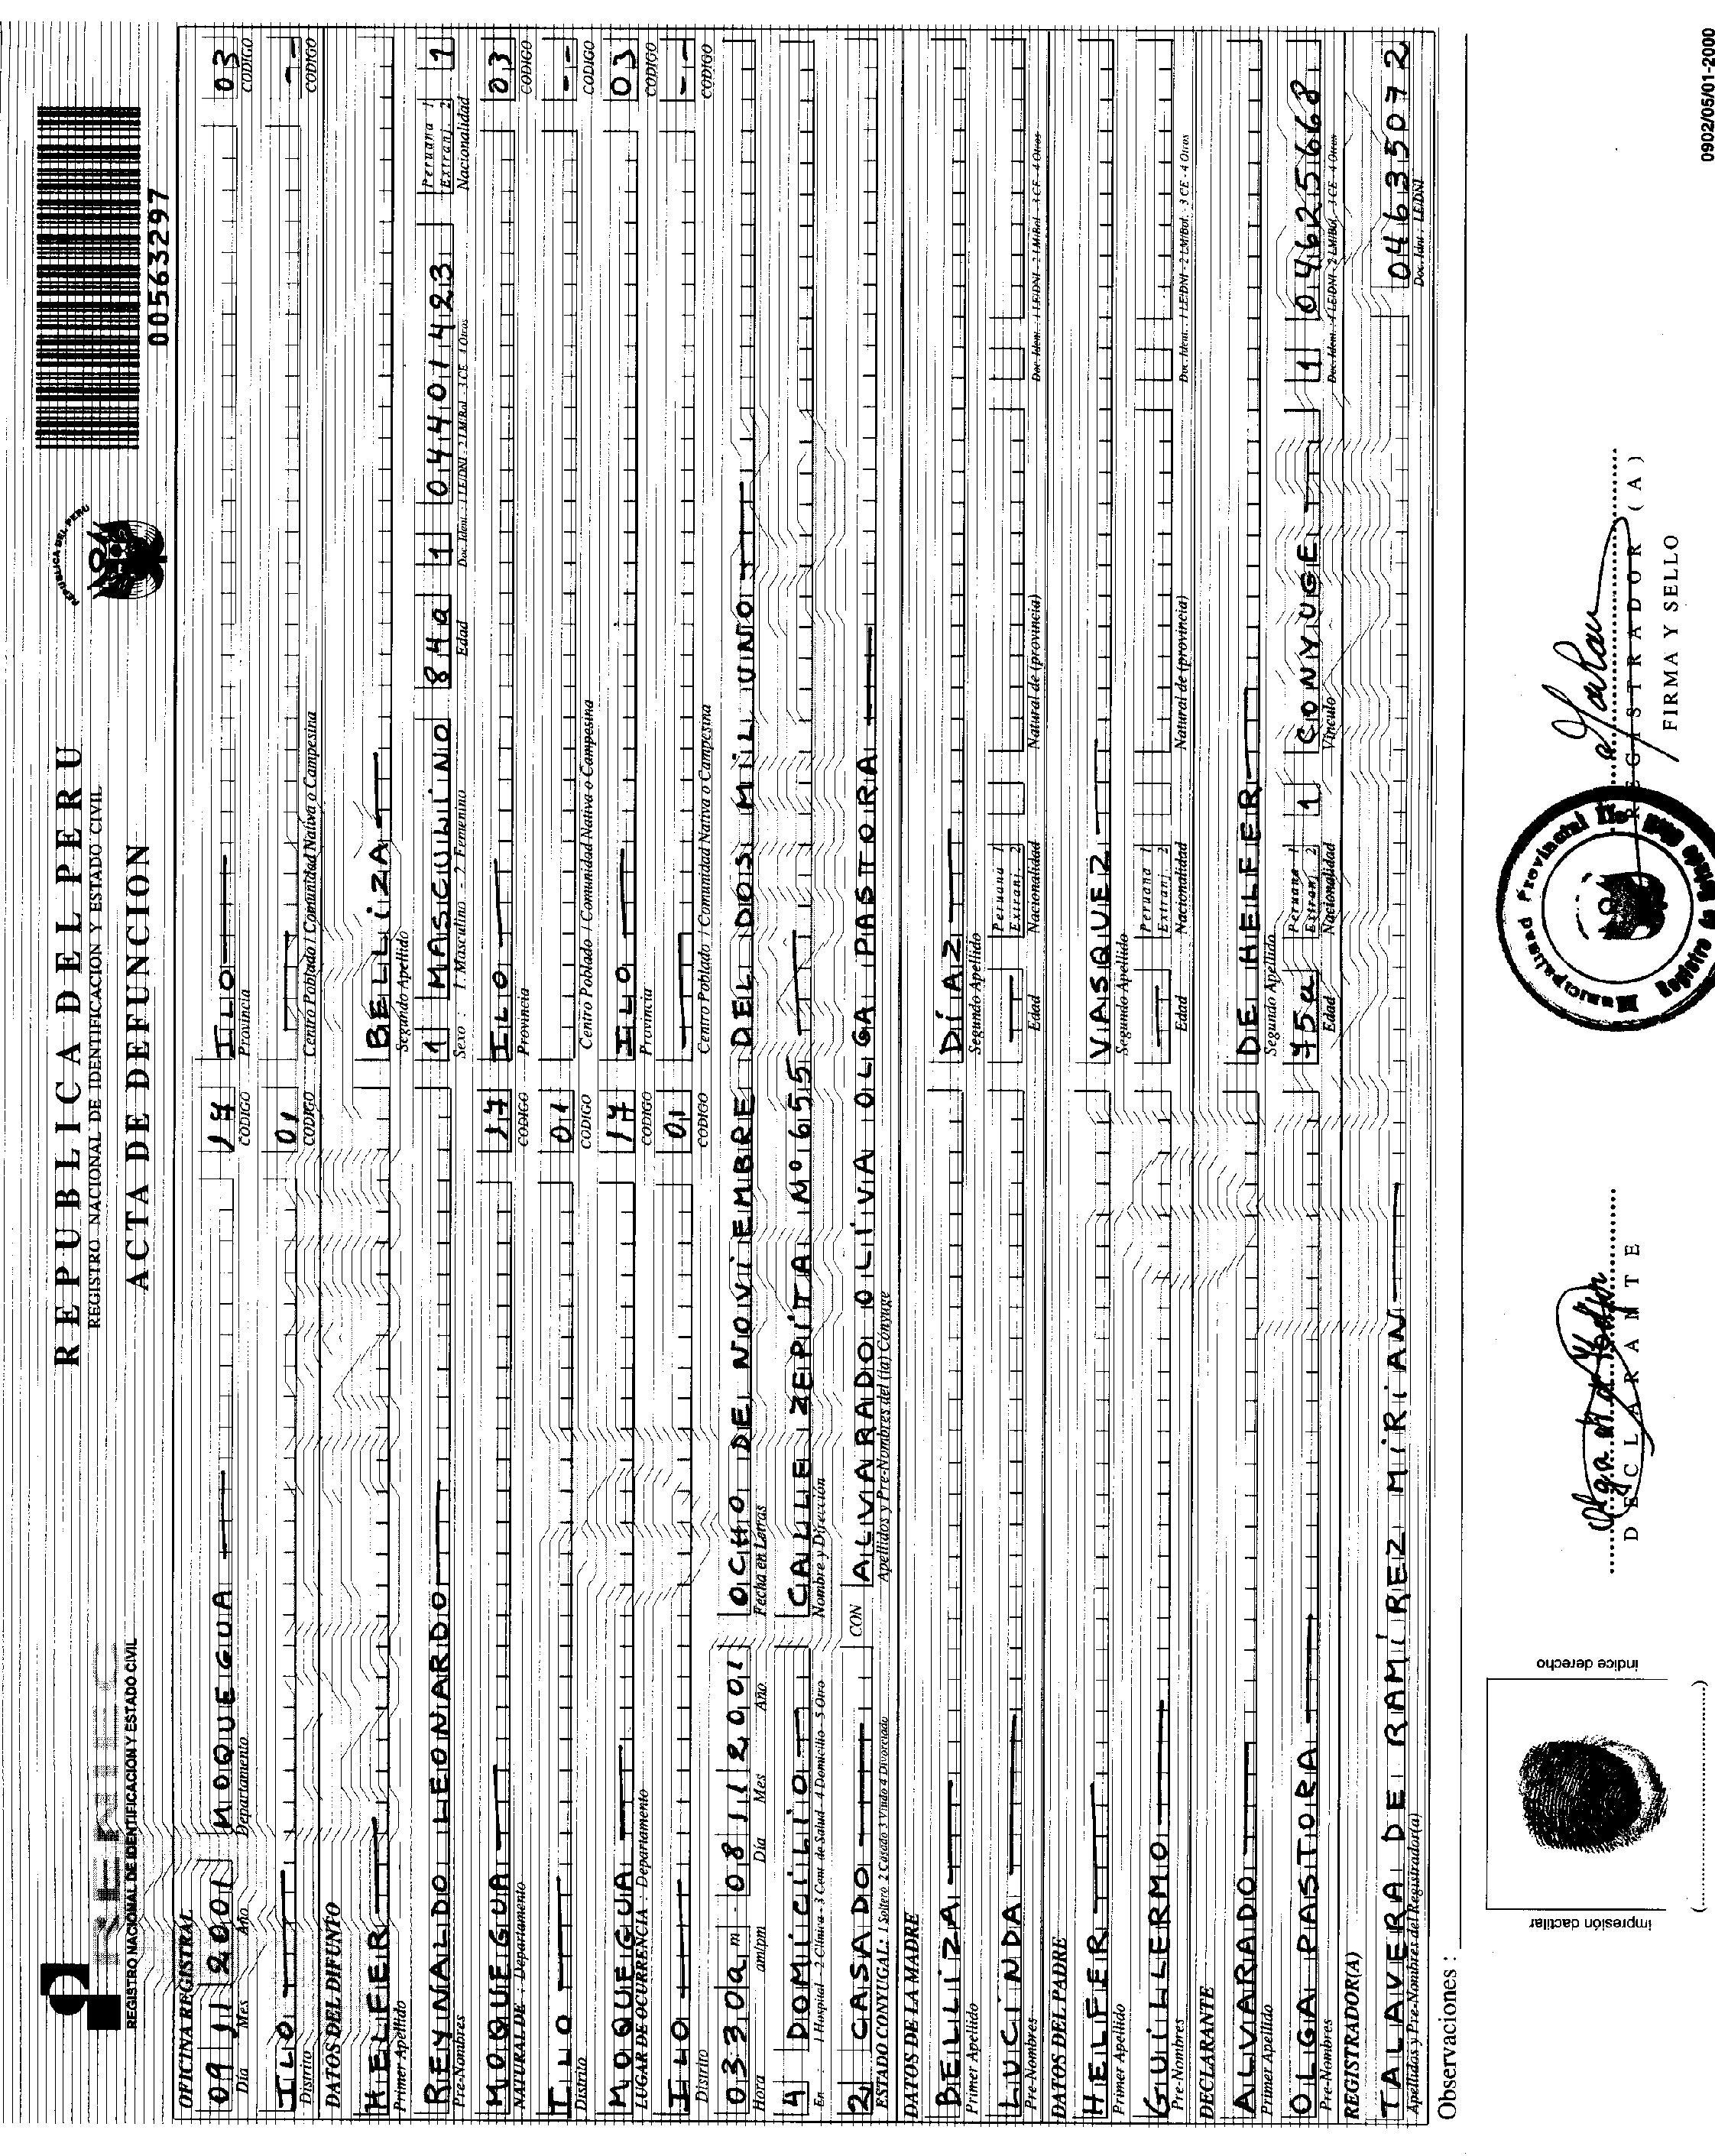 RENIEC
REGISTRO NACIONAL DE IDENTIFICACION Y ESTADO CIVIL
REPUBLICA DEL PERU
REGISTRO NACIONAL DE IDENTIFICACION Y ESTADO CIVIL
ACTA DE DEFUNCION
REPUBLICA DEL PERU
00563297
OFICINA REGISTRAL
09 11 2001 MOQUEGUA 17 ILO 03
Día Mes Año Departamento CODIGO Provincia CODIGO
ILO 01 --
Distrito CODIGO Centro Poblado / Comunidad Nativa o Campesina CODIGO
DATOS DEL DIFUNTO
HELFER BELLIZA
Primer Apellido Segundo Apellido
REYNALDO LEONARDO 1 MASCULINO 84a 1 04401423 Peruana 1 Extranj. 2 1
Pre-Nombres Sexo : 1 Masculino - 2 Femenino Edad Doc. Ident. : 1 LE/DNI - 2 LM/Bol. - 3 CE - 4 Otros Nacionalidad
MOQUEGUA 17 ILO 03
NATURAL DE : Departamento CODIGO Provincia CODIGO
ILO 01 --
Distrito CODIGO Centro Poblado / Comunidad Nativa o Campesina CODIGO
MOQUEGUA 17 ILO 03
LUGAR DE OCURRENCIA : Departamento CODIGO Provincia CODIGO
ILO 01 --
Distrito CODIGO Centro Poblado / Comunidad Nativa o Campesina CODIGO
0330am 08 11 2001 OCHO DE NOVIEMBRE DEL DOS MIL UNO
Hora am/pm Día Mes Año Fecha en Letras
4 DOMICILIO CALLE ZEPITA Nº 655
En : 1 Hospital - 2 Clínica - 3 Cent. de Salud - 4 Domicilio - 5 Otro Nombre y Dirección
2 CASADO CON ALVARADO OLIVA OLGA PASTORA
ESTADO CONYUGAL: 1 Soltero 2 Casado 3 Viudo 4 Divorciado Apellidos y Pre-Nombres del (la) Cónyuge
DATOS DE LA MADRE
BELLIZA DÍAZ
Primer Apellido Segundo Apellido
LUCINDA Peruana 1 Extranj. 2
Pre-Nombres Edad Nacionalidad Natural de (provincia) Doc. Iden. : 1 LE/DNI - 2 LM/Bol. - 3 CE - 4 Otros
DATOS DEL PADRE
HELFER VASQUEZ
Primer Apellido Segundo Apellido
GUILLERMO Peruana 1 Extranj. 2
Pre-Nombres Edad Nacionalidad Natural de (provincia) Doc. Iden. : 1 LE/DNI - 2 LM/Bol. - 3 CE - 4 Otros
DECLARANTE
ALVARADO DE HELFER
Primer Apellido Segundo Apellido
OLGA PASTORA 75a Peruana 1 Extranj. 2 1 CONYUGE 1 04625668
Pre-Nombres Edad Nacionalidad Vínculo Doc. Iden. : 1 LE/DNI - 2 LM/Bol. - 3 CE - 4 Otros
REGISTRADOR(A)
TALAVERA DE RAMÍREZ MIRIAN 04635072
Apellidos y Pre-Nombres del Registrador(a) Doc. Idnt : LE/DNI
Observaciones :
impresión dactilar
indice derecho
DECLARANTE
Municipalidad Provincial Ilo
Registro de
REGISTRADOR (A)
FIRMA Y SELLO
0902/05/01-2000